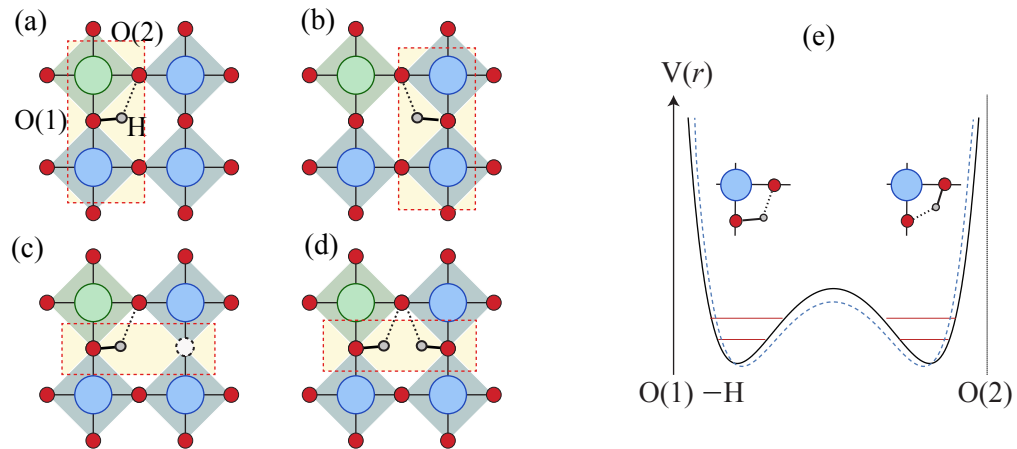 (a)
O(2)
O(1)
H
(b)
(c)
(d)
(e)
V(r)
O(1) –H
O(2)